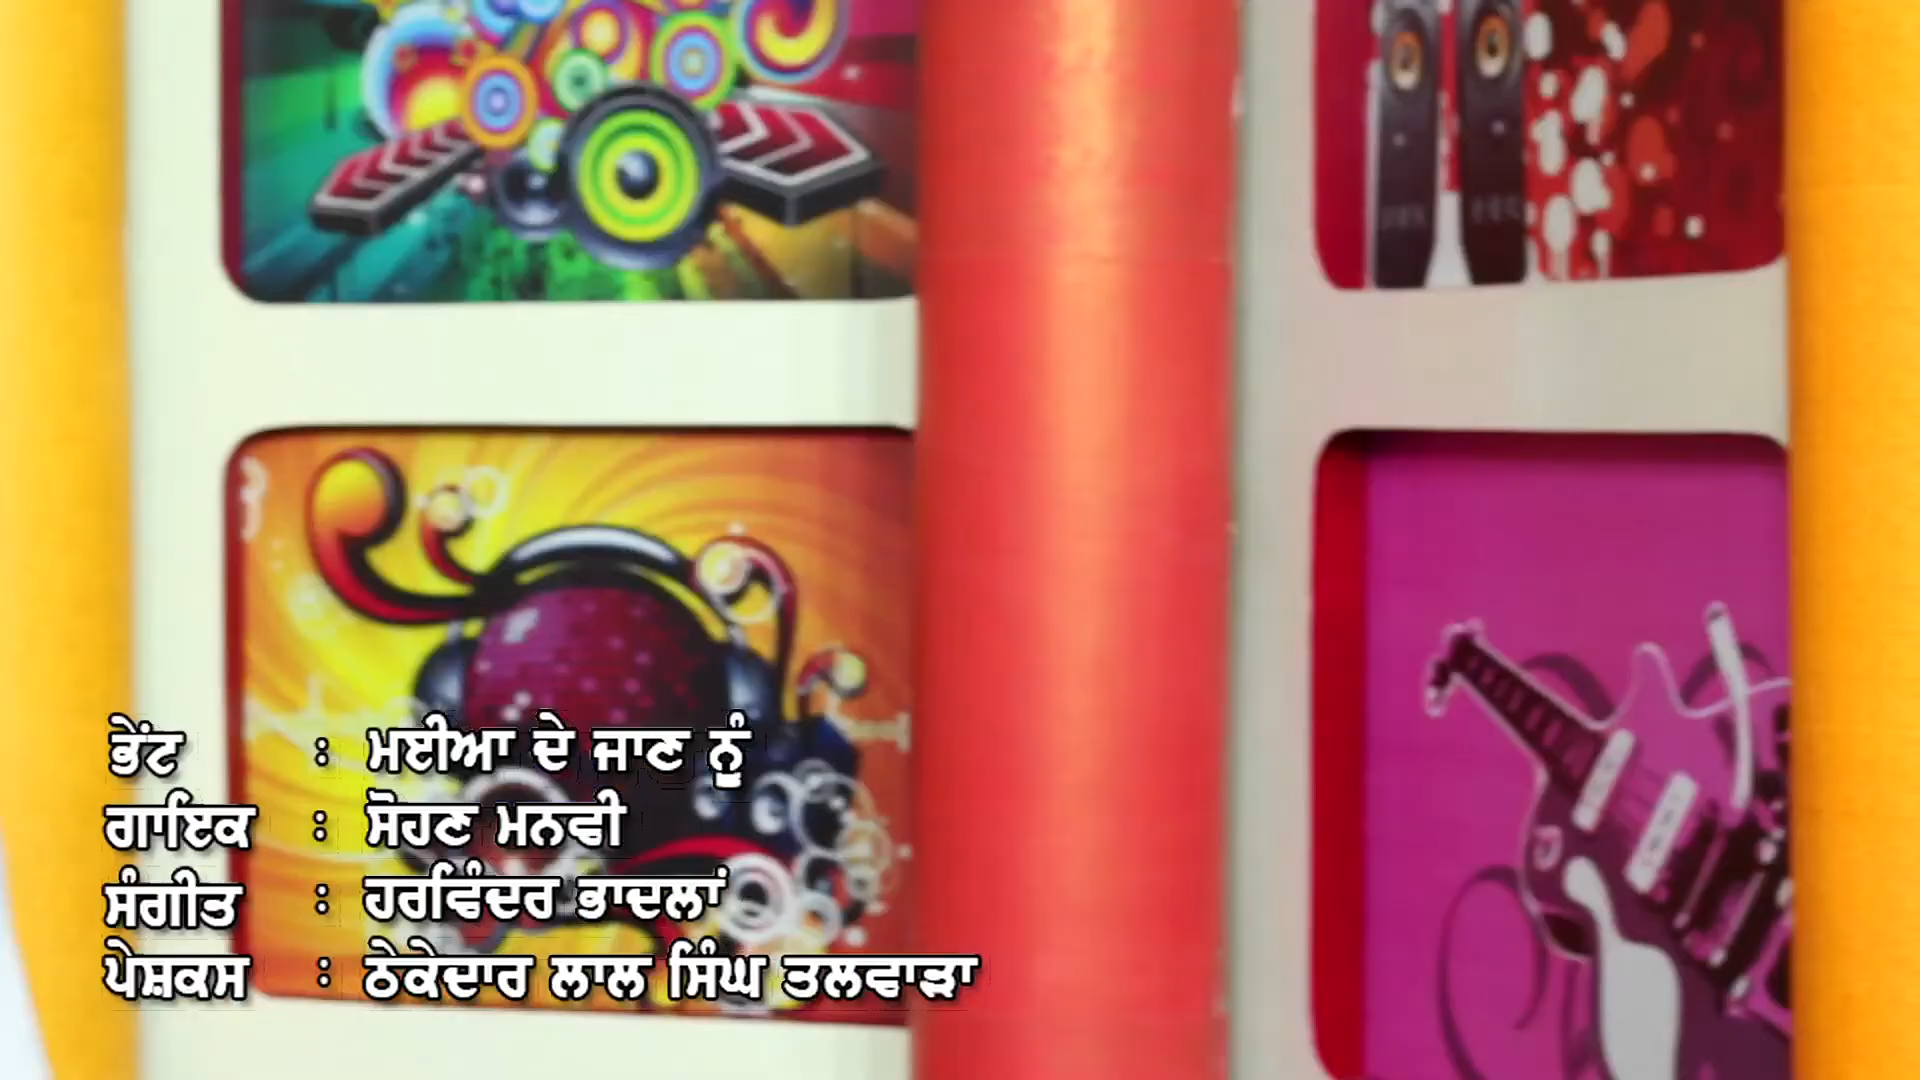 ਭੇਂਟ : ਮਈਆ ਦੇ ਜਾਣ ਨੂੰ
ਗਾਇਕ : ਸੋਹਣ ਮਨਵੀ
ਸੰਗੀਤ : ਹਰਵਿੰਦਰ ਭਾਦਲਾਂ
ਪੇਸ਼ਕਸ : ਠੇਕੇਦਾਰ ਲਾਲ ਸਿੰਘ ਤਲਵਾੜਾ